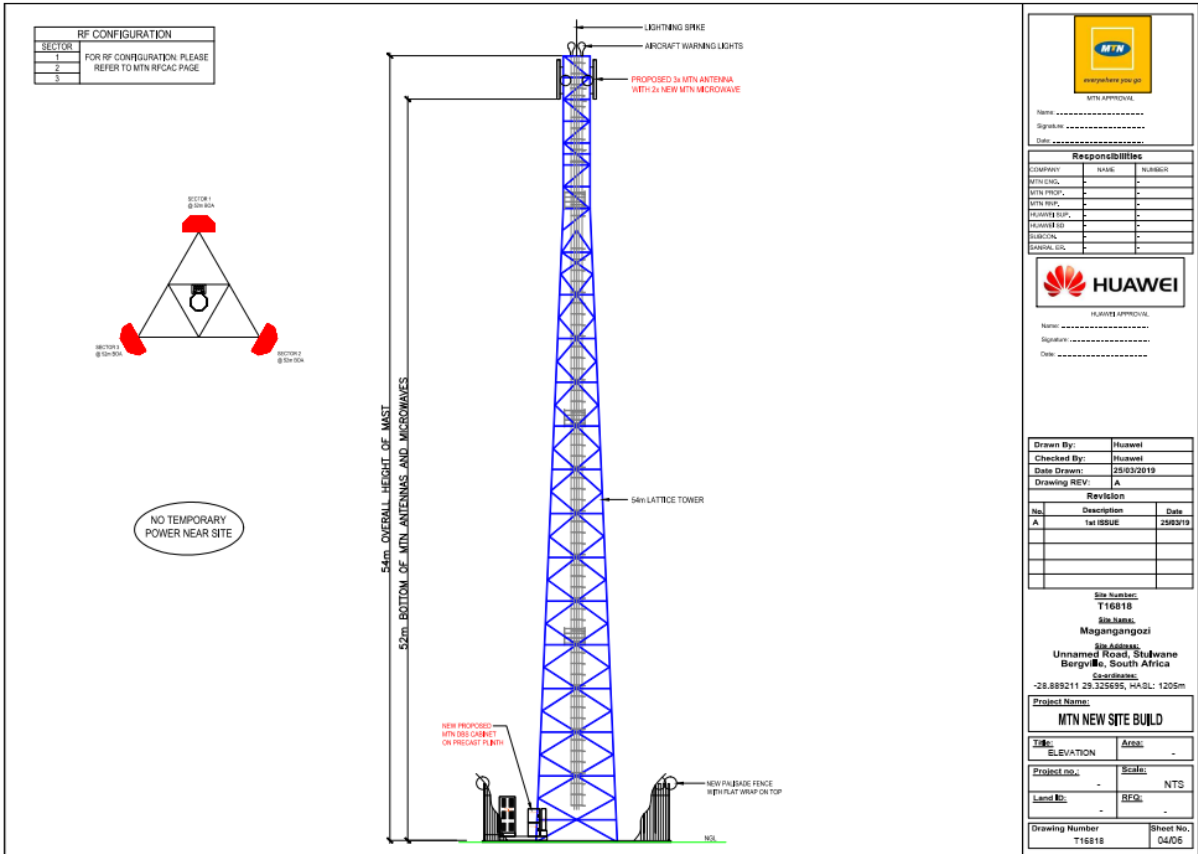 RF CONFIGURATION
SECTOR
1
2
3
FOR RF CONFIGURATION: PLEASE
REFER TO MTN RFCAC PAGE
LIGHTNING SPIKE
AIRCRAFT WARNING LIGHTS
PROPOSED 3x MTN ANTENNA
WITH 2x NEW MTN MICROWAVE
SECTOR 1
@ 52m BOA
SECTOR 3
@ 52m BOA
SECTOR 2
@ 52m BOA
NO TEMPORARY
POWER NEAR SITE
54m OVERALL HEIGHT OF MAST
52m BOTTOM OF MTN ANTENNAS AND MICROWAVES
54m LATTICE TOWER
NEW PROPOSED
MTN DBS CABINET
ON PRECAST PLINTH
NEW PALISADE FENCE
WITH FLAT WRAP ON TOP
NGL
MTN
everywhere you go
MTN APPROVAL
Name:
Signature:
Date:
Responsibilities
COMPANY NAME NUMBER
MTN ENG. - -
MTN PROP. - -
MTN RNP. - -
HUAWEI SUP. - -
HUAWEI SD - -
SUBCON. - -
SANRAL ER. - -
HUAWEI
HUAWEI APPROVAL
Name:
Signature:
Date:
Drawn By: Huawei
Checked By: Huawei
Date Drawn: 25/03/2019
Drawing REV: A
Revision
No. Description Date
A 1st ISSUE 25/03/19
Site Number:
T16818
Site Name:
Magangangozi
Site Address:
Unnamed Road, Stulwane
Bergville, South Africa
Co-ordinates:
-28.889211 29.325695, HASL: 1205m
Project Name:
MTN NEW SITE BUILD
Title: ELEVATION Area: -
Project no.: - Scale: NTS
Land ID: - RFQ: -
Drawing Number Sheet No.
T16818 04/06